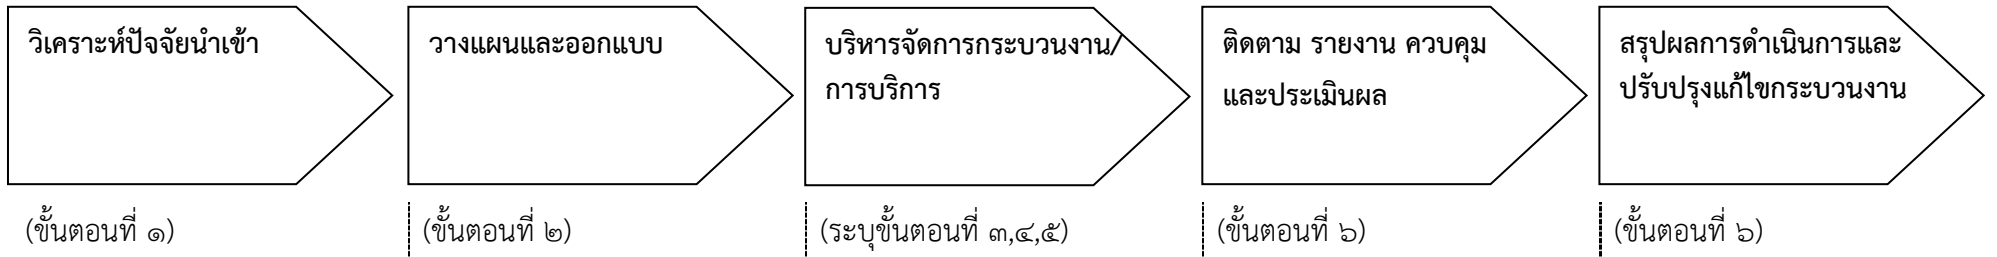 วิเคราะห์ปัจจัยนำเข้า
วางแผนและออกแบบ
บริหารจัดการกระบวนงาน/
การบริการ
ติดตาม รายงาน ควบคุม
และประเมินผล
สรุปผลการดำเนินการและ
ปรับปรุงแก้ไขกระบวนงาน
(ขั้นตอนที่ ๑)
(ขั้นตอนที่ ๒)
(ระบุขั้นตอนที่ ๓,๔,๕)
(ขั้นตอนที่ ๖)
(ขั้นตอนที่ ๖)